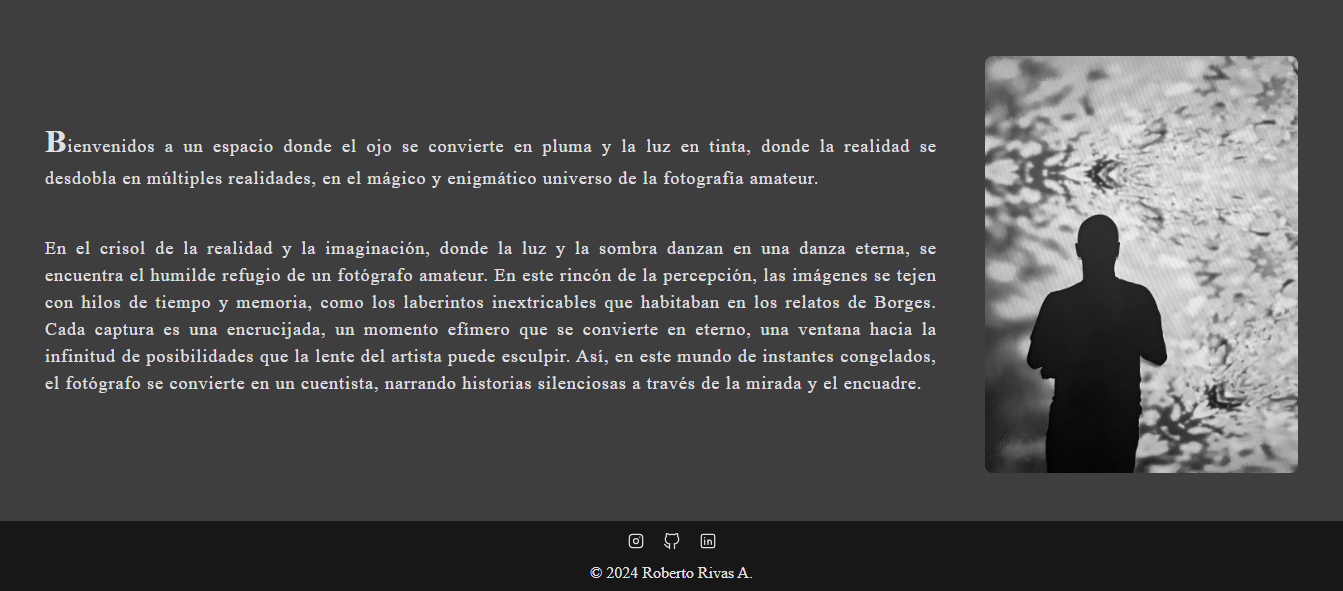 Bienvenidos a un espacio donde el ojo se convierte en pluma y la luz en tinta, donde la realidad se
desdobla en múltiples realidades, en el mágico y enigmático universo de la fotografía amateur.
En el crisol de la realidad y la imaginación, donde la luz y la sombra danzan en una danza eterna, se
encuentra el humilde refugio de un fotógrafo amateur. En este rincón de la percepción, las imágenes se tejen
con hilos de tiempo y memoria, como los laberintos inextricables que habitaban en los relatos de Borges.
Cada captura es una encrucijada, un momento efímero que se convierte en eterno, una ventana hacia la
infinitud de posibilidades que la lente del artista puede esculpir. Así, en este mundo de instantes congelados,
el fotógrafo se convierte en un cuentista, narrando historias silenciosas a través de la mirada y el encuadre.
© 2024 Roberto Rivas A.